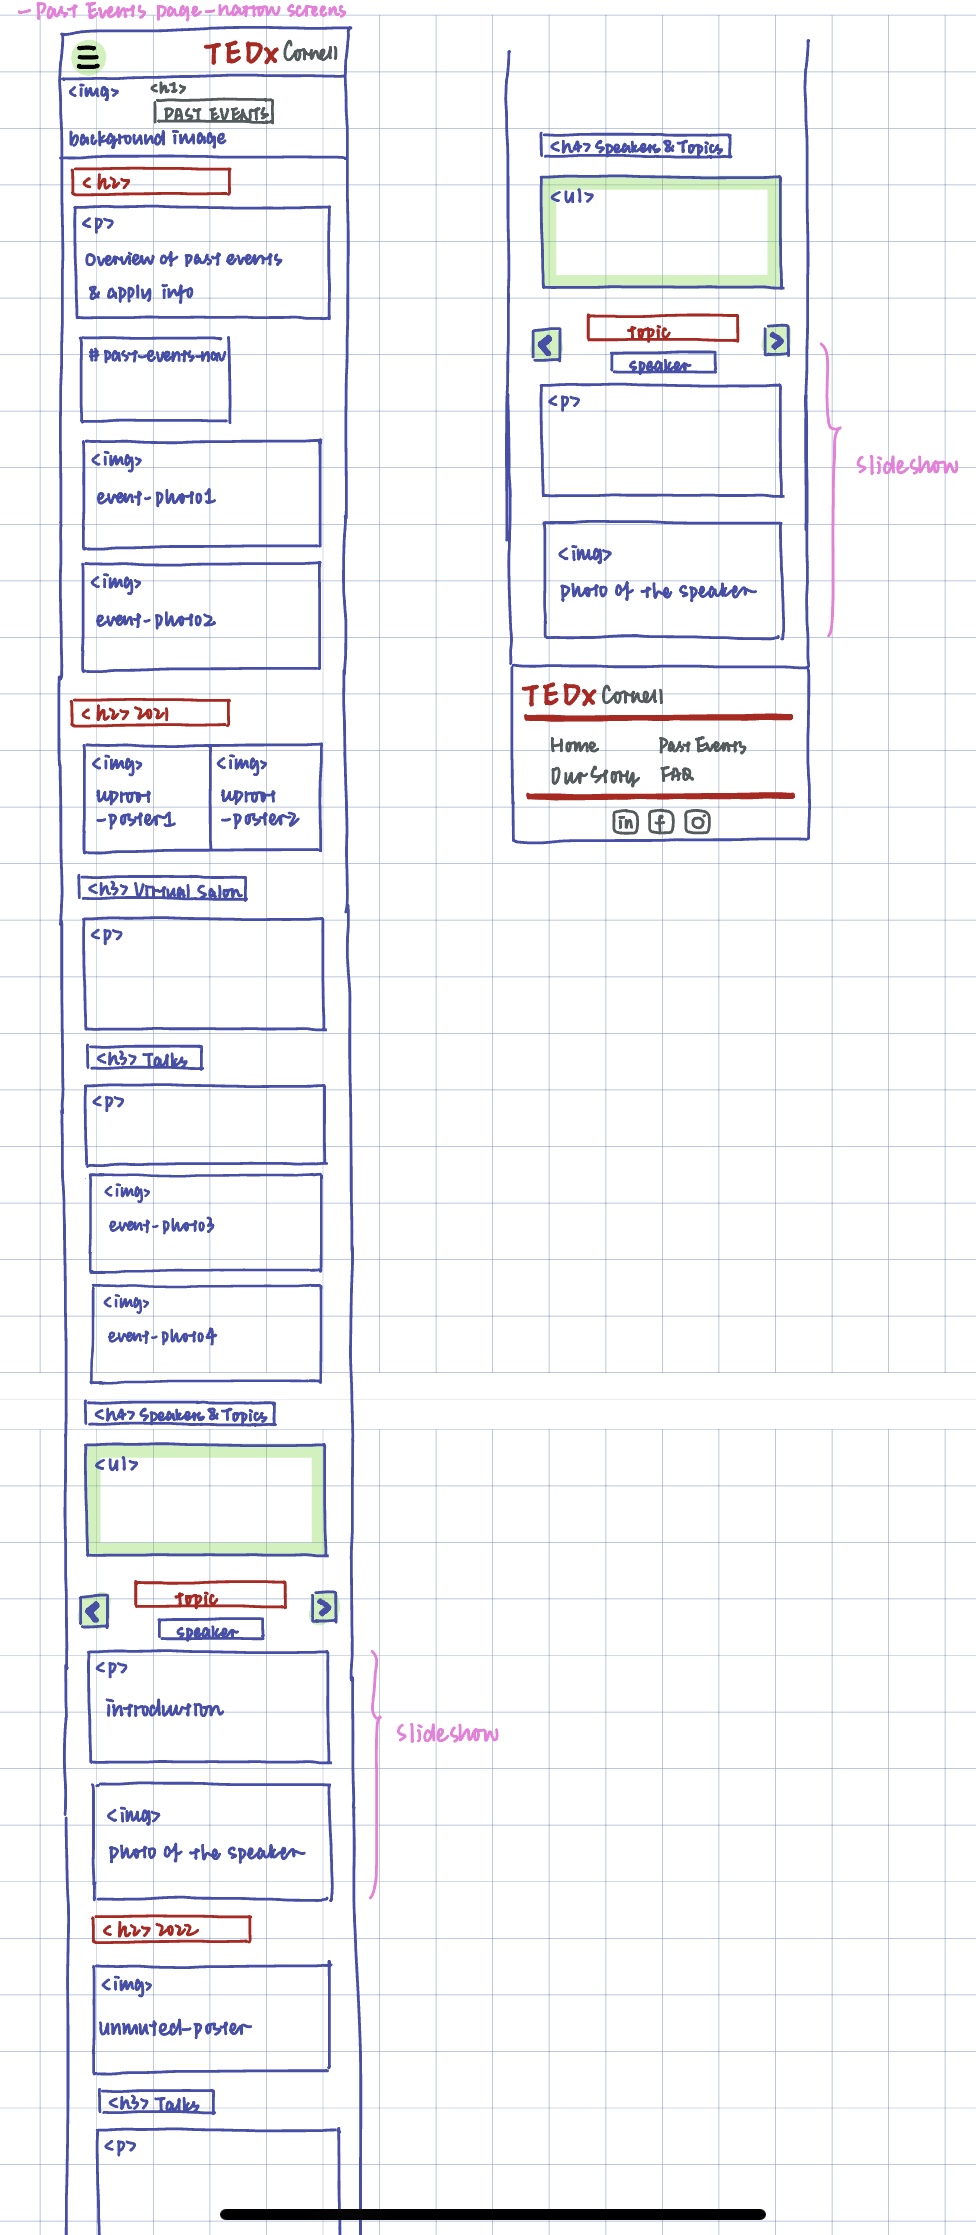 - Past Events page - narrow screens
TEDx Cornell
<img>
<h1>
PAST EVENTS
background image
<h2>
<p>
Overview of past events
& apply info
# past-events-nav
<img>
event-photo1
<img>
event-photo2
<h2> 2021
<img>
uproot
-poster1
<img>
uproot
-poster2
<h3> Virtual Salon
<p>
<h3> Talks
<p>
<img>
event-photo3
<img>
event-photo4
<h4> Speakers & Topics
<ul>
<
topic
>
speaker
<p>
introduction
<img>
photo of the speaker
Slideshow
<h2> 2022
<img>
unmuted-poster
<h3> Talks
<p>
<h4> Speakers & Topics
<ul>
<
topic
>
speaker
<p>
<img>
photo of the speaker
Slideshow
TEDx Cornell
Home Past Events
Our Story FAQ
in f